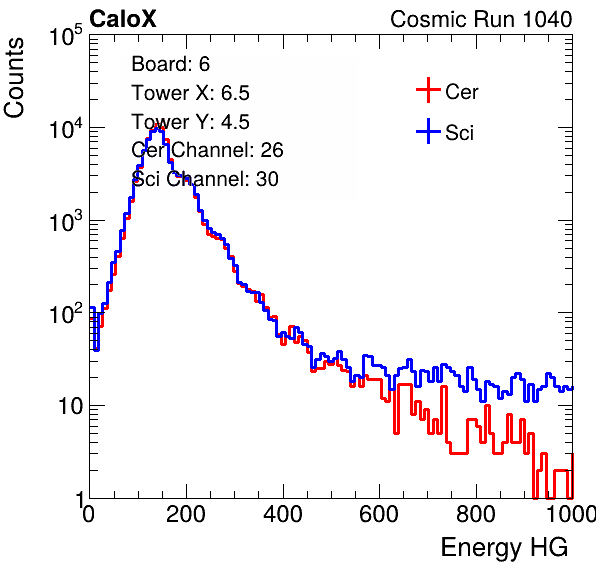 CaloX Cosmic Run 1040
Counts
Board: 6
Tower X: 6.5
Tower Y: 4.5
Cer Channel: 26
Sci Channel: 30
Cer
Sci
10^5
10^4
10^3
10^2
10
1
0 200 400 600 800 1000
Energy HG